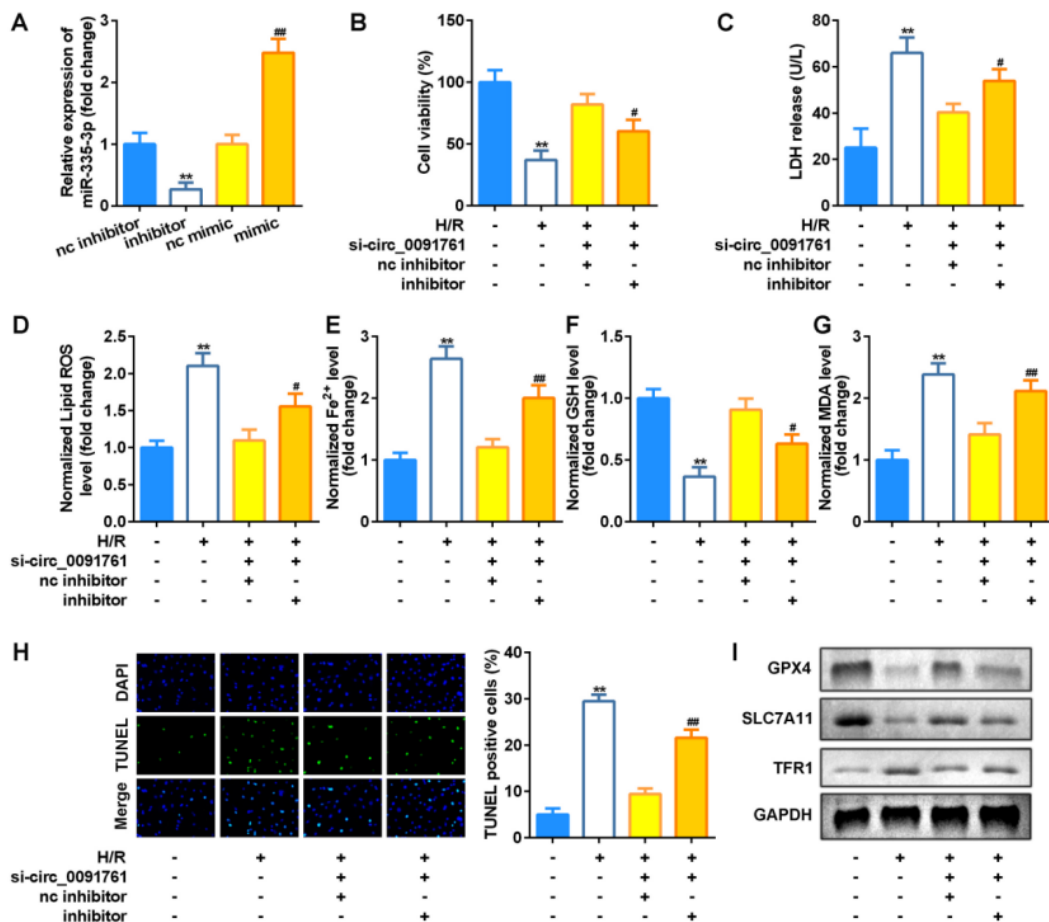 A
Relative expression of
miR-335-3p (fold change)
3
2
1
0
**
##
nc inhibitor
inhibitor
nc mimic
mimic
B
Cell viability (%)
150
100
50
0
**
#
H/R - + + +
si-circ_0091761 - - + +
nc inhibitor - - + -
inhibitor - - - +
C
LDH release (U/L)
80
60
40
20
0
**
#
H/R - + + +
si-circ_0091761 - - + +
nc inhibitor - - + -
inhibitor - - - +
D
Normalized Lipid ROS
level (fold change)
2.5
2.0
1.5
1.0
0.5
0.0
**
#
E
Normalized Fe2+ level
(fold change)
3
2
1
0
**
##
F
Normalized GSH level
(fold change)
1.5
1.0
0.5
0.0
**
#
G
Normalized MDA level
(fold change)
3
2
1
0
**
##
H/R - + + + - + + + - + + + - + + +
si-circ_0091761 - - + + - - + + - - + + - - + +
nc inhibitor - - + - - - + - - - + - - - + -
inhibitor - - - + - - - + - - - + - - - +
H
DAPI
TUNEL
Merge
TUNEL positive cells (%)
40
30
20
10
0
**
##
I
GPX4
SLC7A11
TFR1
GAPDH
H/R - + + + - + + + - + + +
si-circ_0091761 - - + + - - + + - - + +
nc inhibitor - - + - - - + - - - + -
inhibitor - - - + - - - + - - - +